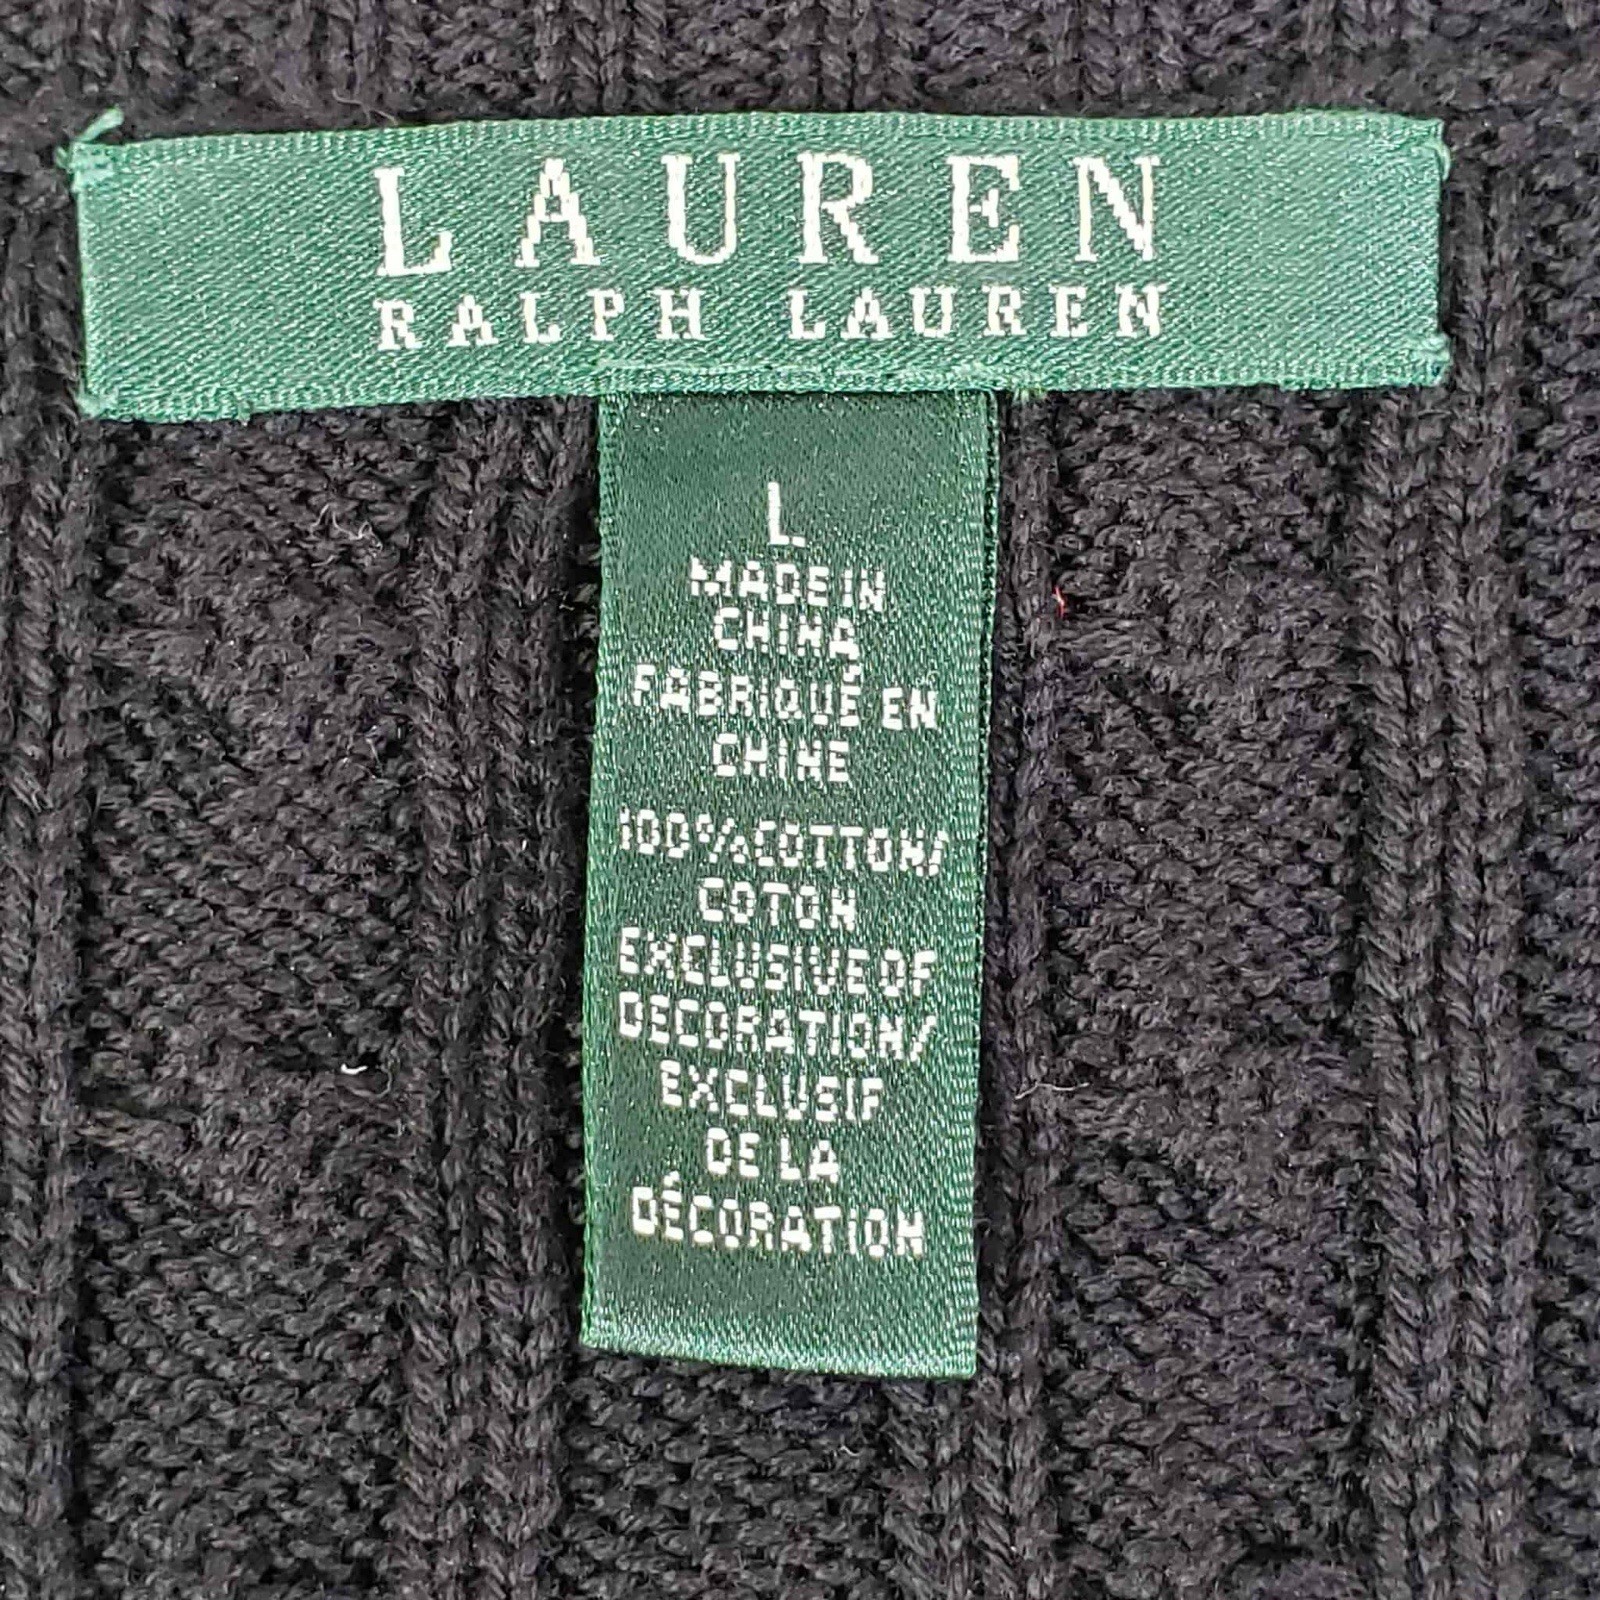 LAUREN
RALPH LAUREN
L
MADE IN
CHINA
FABRIQUÉ EN
CHINE
100% COTTON/
COTON
EXCLUSIVE OF
DECORATION/
EXCLUSIF
DE LA
DÉCORATION